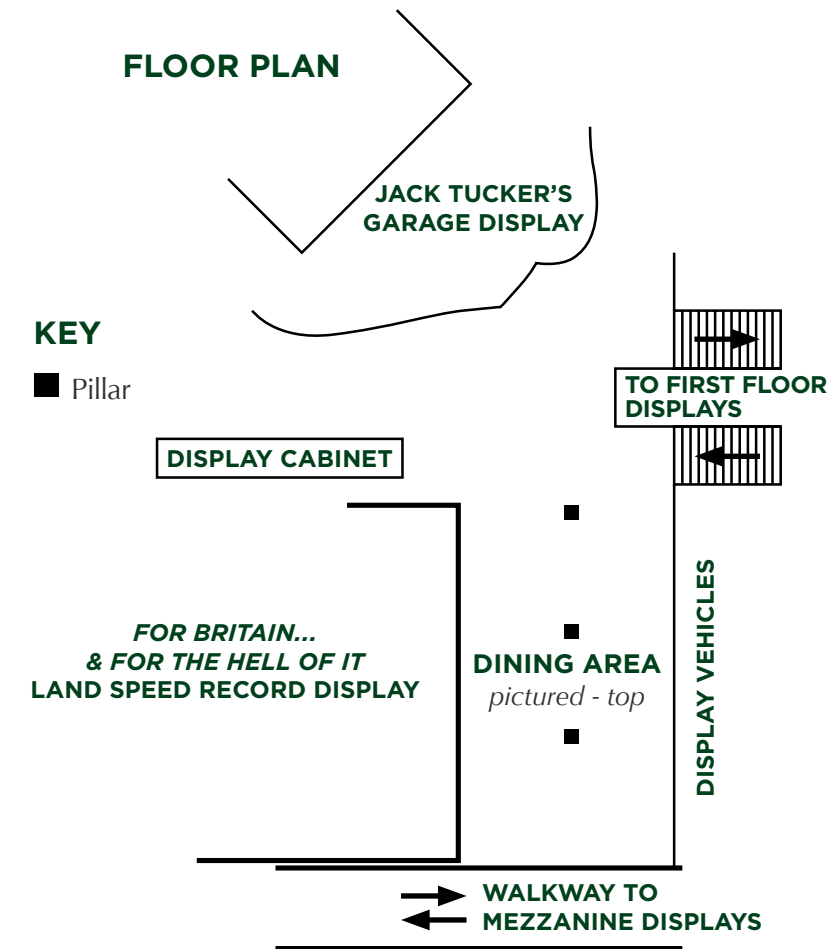 FLOOR PLAN
JACK TUCKER’S
GARAGE DISPLAY
KEY
Pillar
TO FIRST FLOOR
DISPLAYS
DISPLAY CABINET
FOR BRITAIN...
& FOR THE HELL OF IT
LAND SPEED RECORD DISPLAY
DINING AREA
pictured - top
DISPLAY VEHICLES
WALKWAY TO
MEZZANINE DISPLAYS